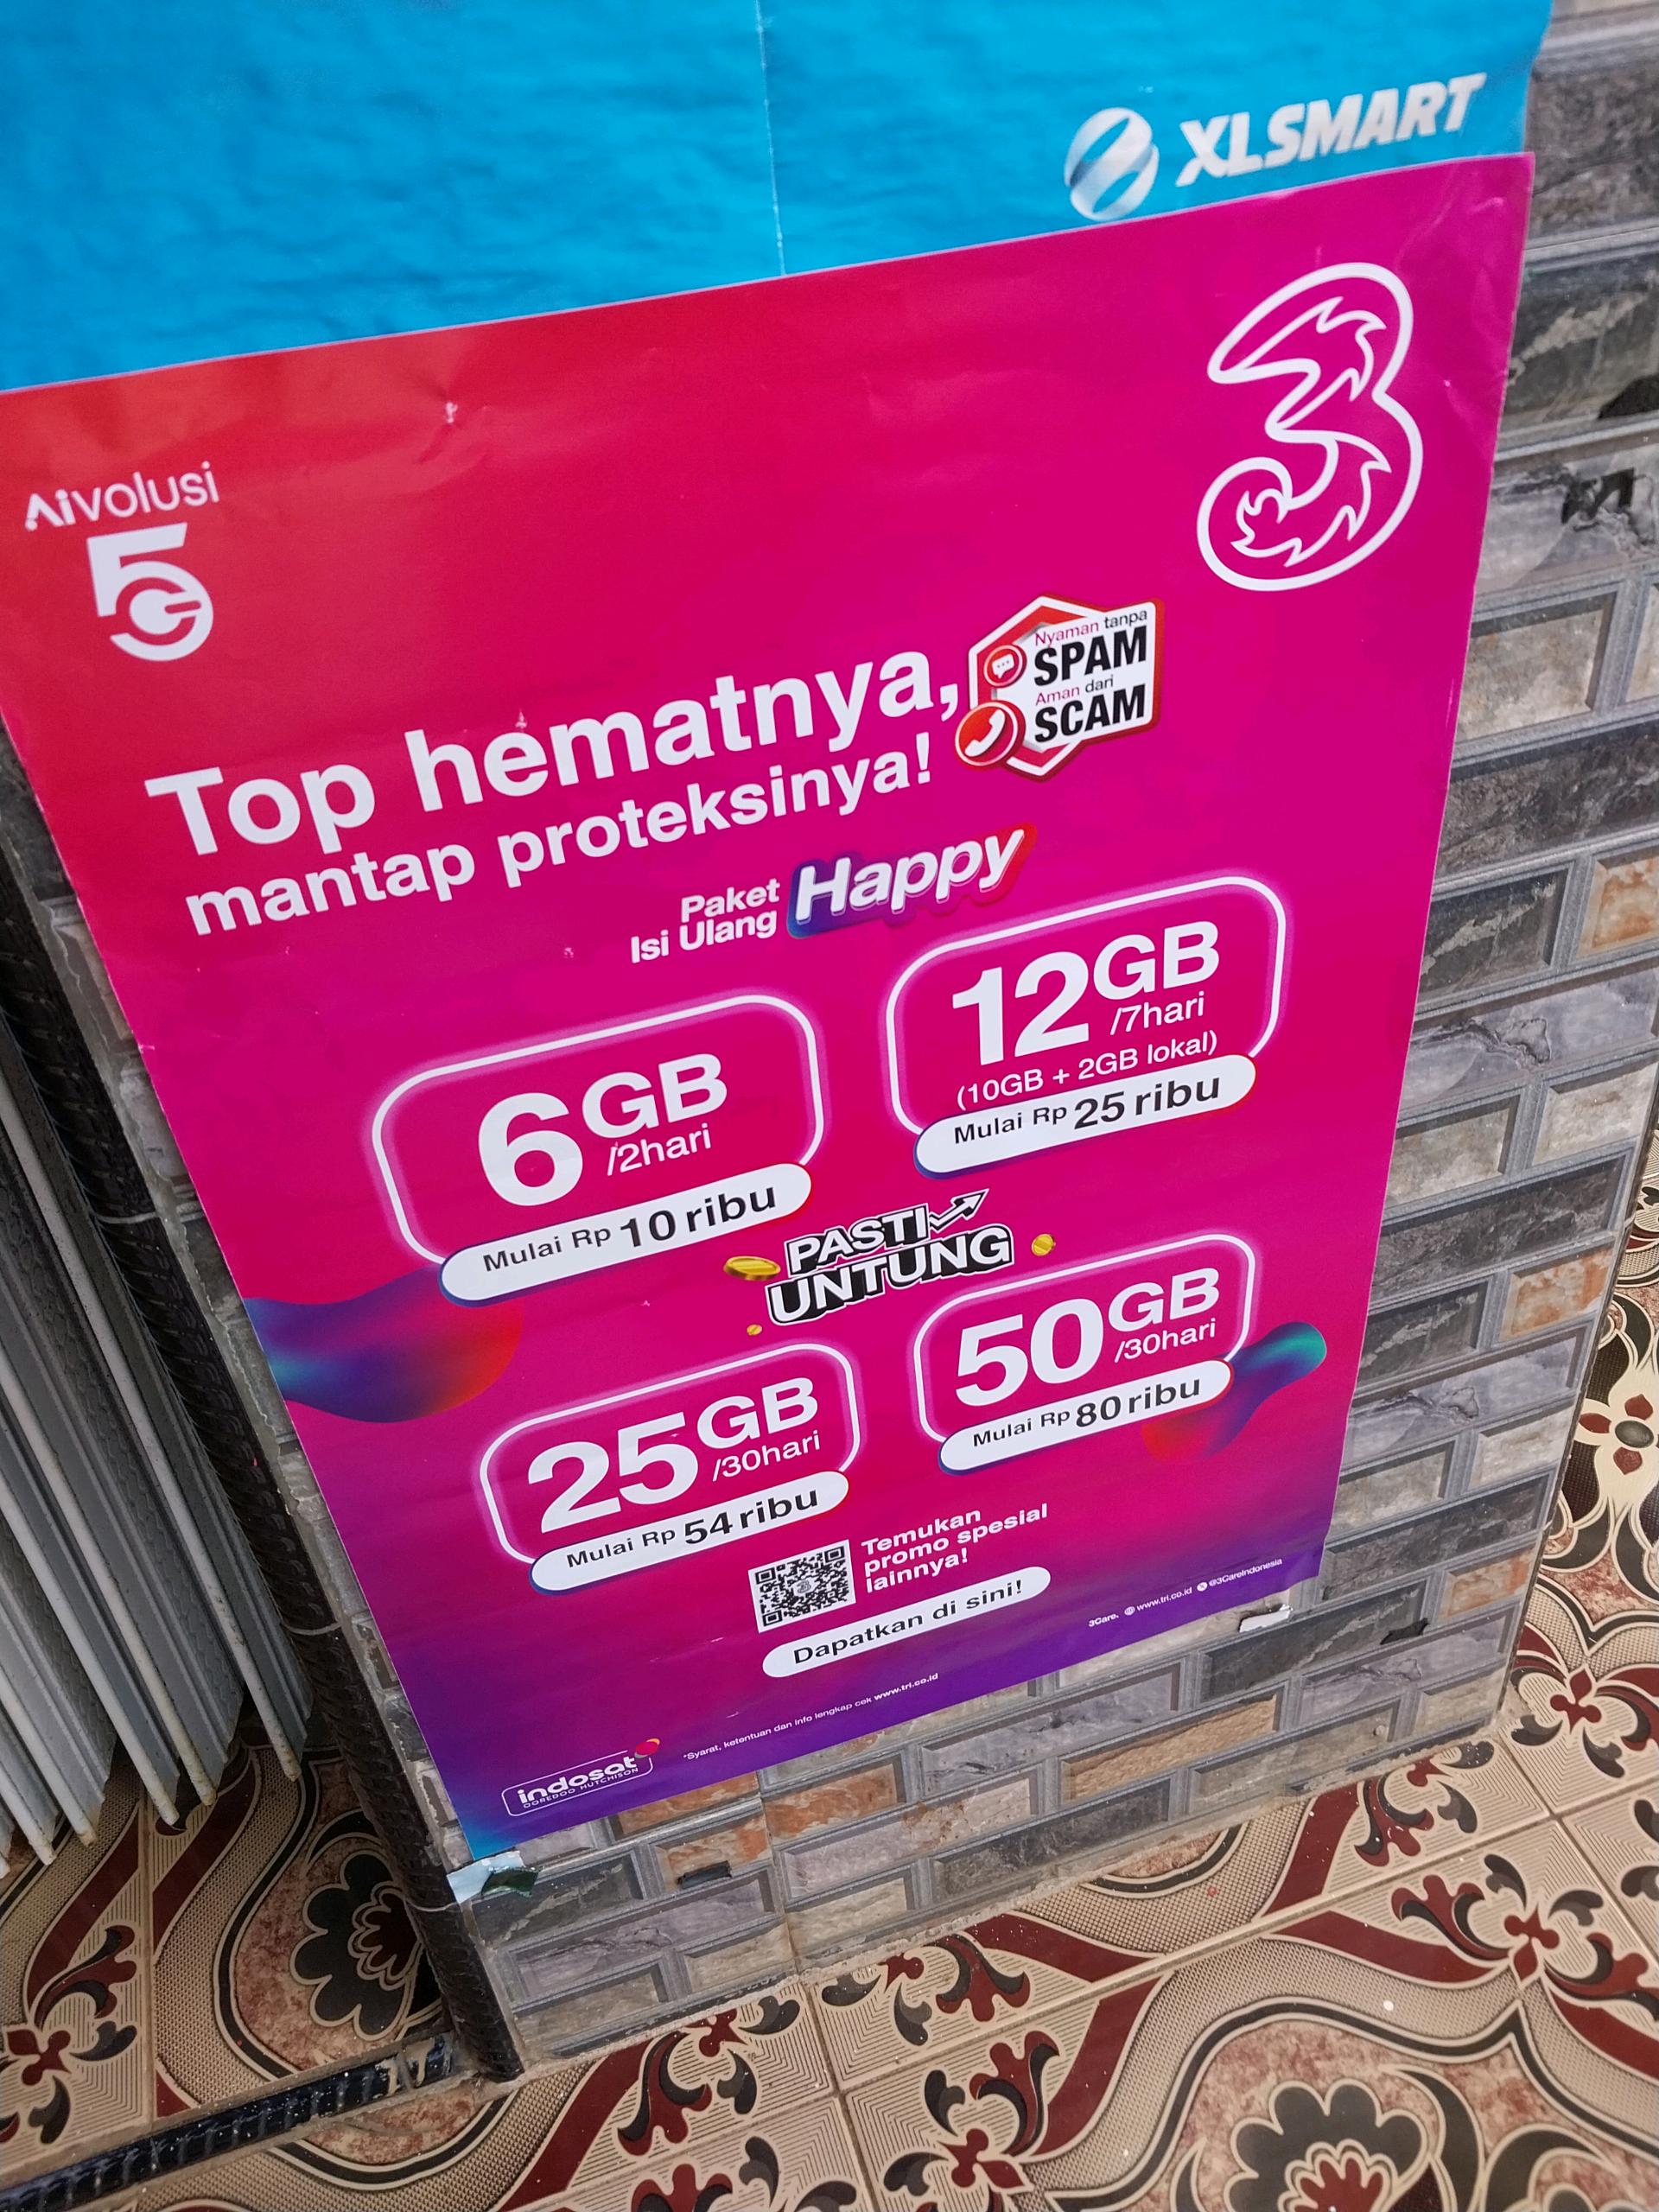 XLSMART
Aivolusi
5G
3
Nyaman tanpa
SPAM
Aman dari
SCAM
Top hematnya,
mantap proteksinya!
Paket
Isi Ulang
Happy
6GB
/2hari
Mulai Rp 10 ribu
12GB
/7hari
(10GB + 2GB lokal)
Mulai Rp 25 ribu
PASTI
UNTUNG
25GB
/30hari
Mulai Rp 54 ribu
50GB
/30hari
Mulai Rp 80 ribu
Temukan
promo spesial
lainnya!
Dapatkan di sini!
3Care. www.tri.co.id @3CareIndonesia
*Syarat, ketentuan dan info lengkap cek www.tri.co.id
indosat
OOREDOO HUTCHISON